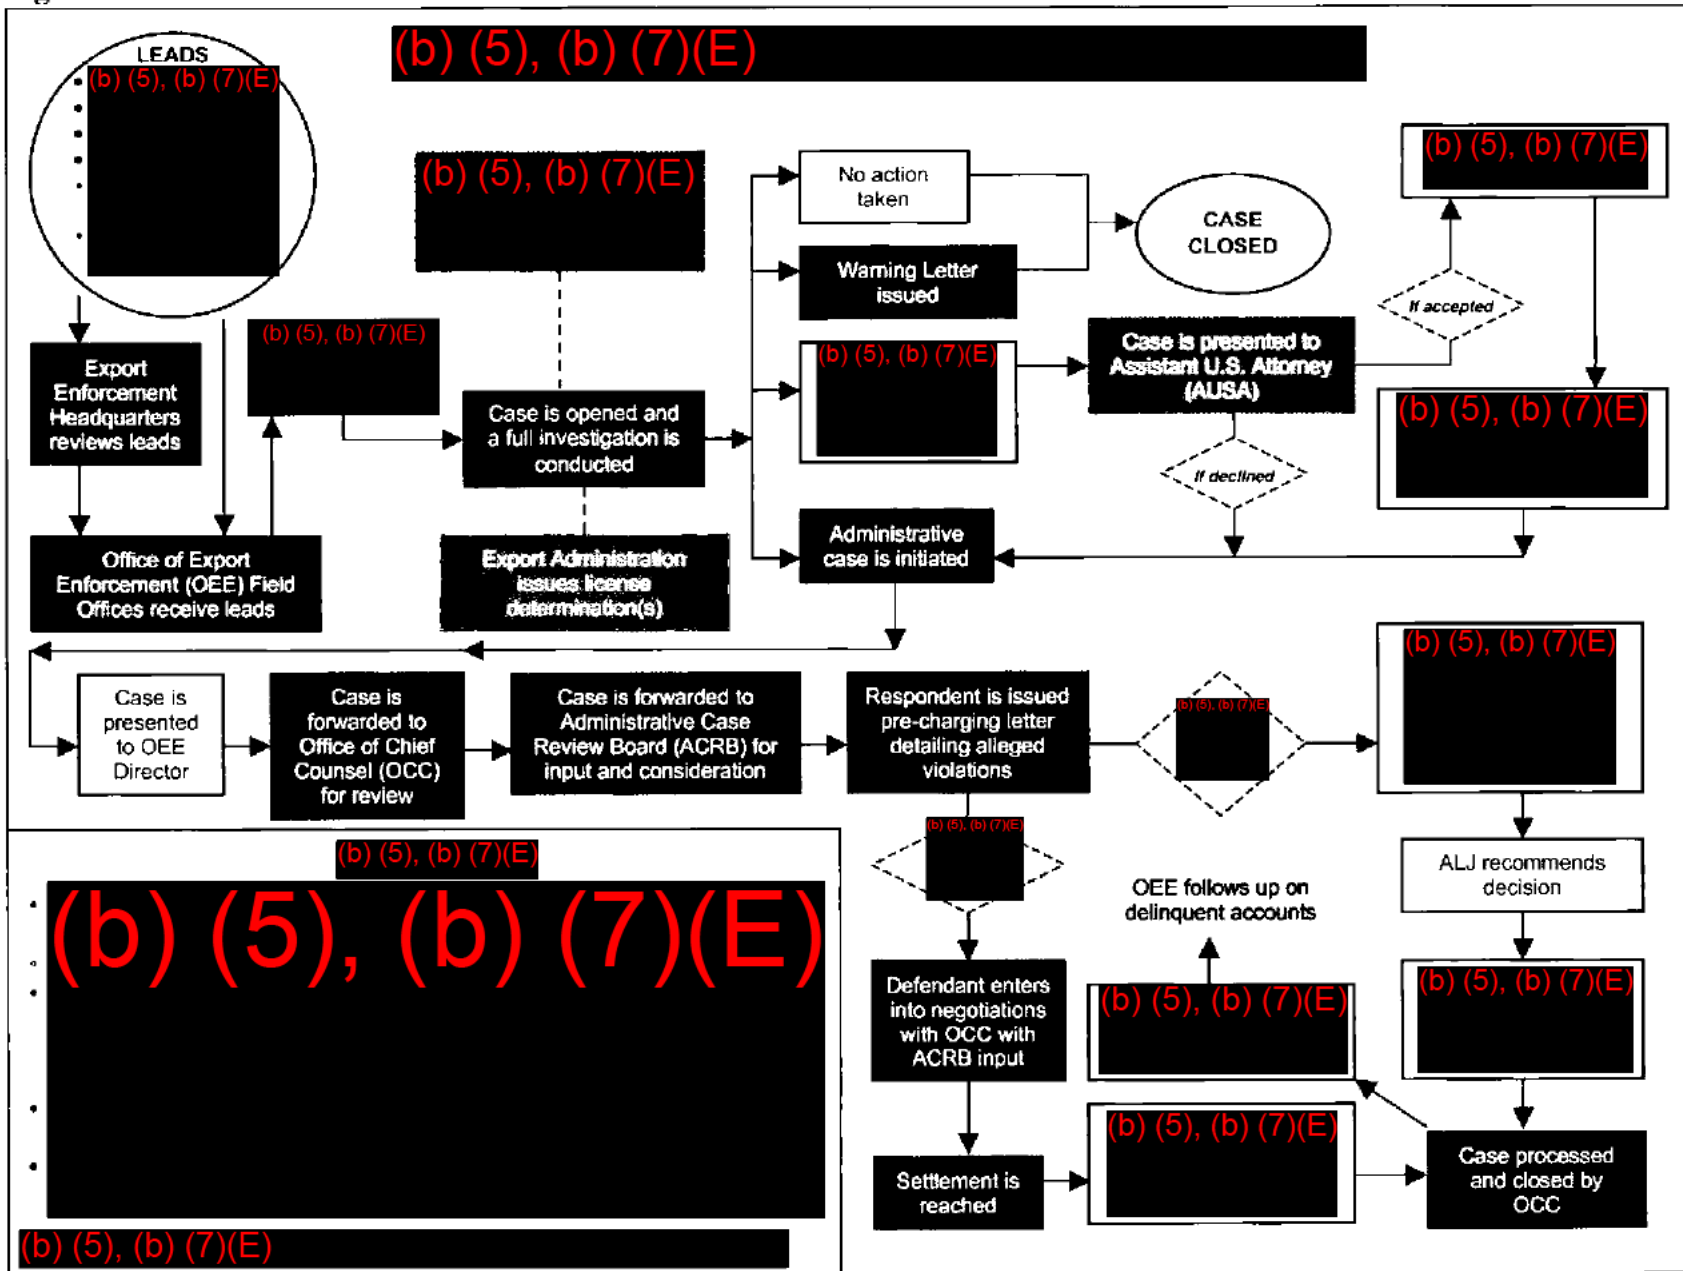 (b) (5), (b) (7)(E)
LEADS
(b) (5), (b) (7)(E)
(b) (5), (b) (7)(E)
(b) (5), (b) (7)(E)
No action
taken
CASE
CLOSED
Warning Letter
issued
If accepted
(b) (5), (b) (7)(E)
Export
Enforcement
Headquarters
reviews leads
(b) (5), (b) (7)(E)
Case is presented to
Assistant U.S. Attorney
(AUSA)
(b) (5), (b) (7)(E)
Case is opened and
a full investigation is
conducted
If declined
Office of Export
Enforcement (OEE) Field
Offices receive leads
Export Administration
issues license
determination(s)
Administrative
case is initiated
Case is
presented
to OEE
Director
Case is
forwarded to
Office of Chief
Counsel (OCC)
for review
Case is forwarded to
Administrative Case
Review Board (ACRB) for
input and consideration
Respondent is issued
pre-charging letter
detailing alleged
violations
(b) (5), (b) (7)(E)
(b) (5), (b) (7)(E)
(b) (5), (b) (7)(E)
(b) (5), (b) (7)(E)
(b) (5), (b) (7)(E)
(b) (5), (b) (7)(E)
OEE follows up on
delinquent accounts
ALJ recommends
decision
Defendant enters
into negotiations
with OCC with
ACRB input
(b) (5), (b) (7)(E)
(b) (5), (b) (7)(E)
Settlement is
reached
(b) (5), (b) (7)(E)
Case processed
and closed by
OCC